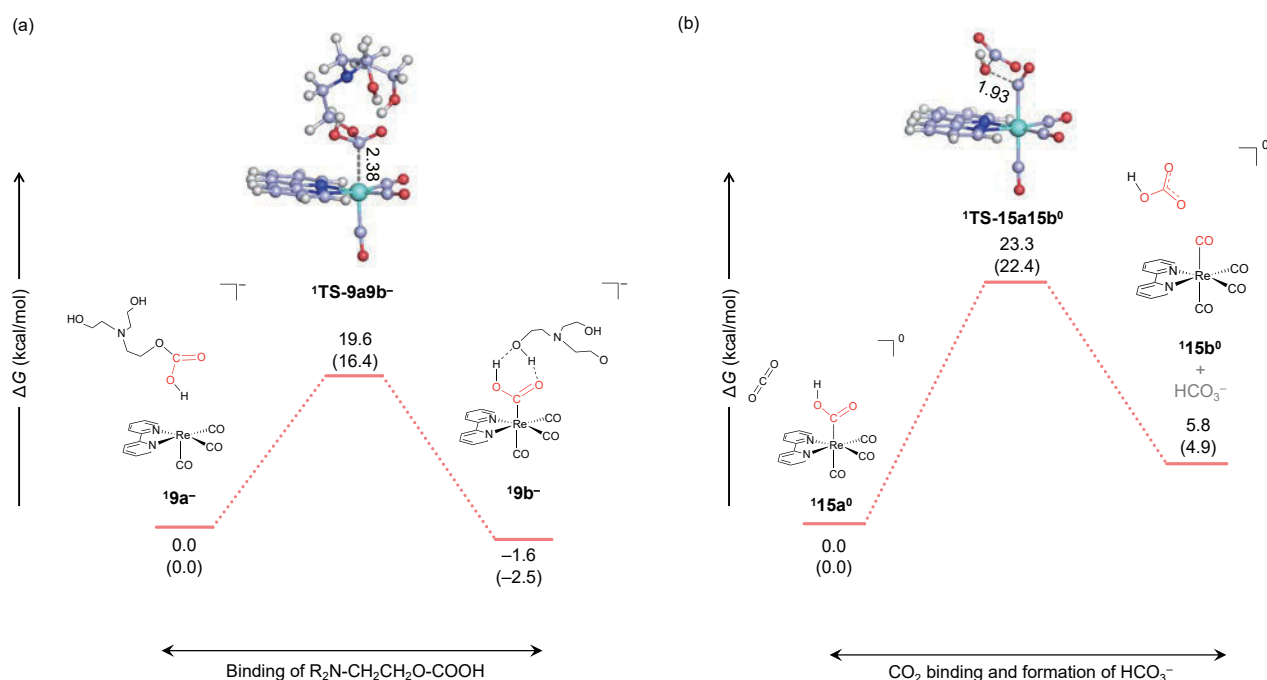 (a)
ΔG (kcal/mol)
2.38
¹TS-9a9b⁻
19.6
(16.4)
HO
OH
N
O
C
O
O
H
⁻
N
N
Re
CO
CO
CO
¹9a⁻
0.0
(0.0)
⁻
O
N
OH
O
H
H
O
C
O
N
N
Re
CO
CO
CO
¹9b⁻
–1.6
(–2.5)
Binding of R₂N-CH₂CH₂O-COOH
(b)
ΔG (kcal/mol)
1.93
¹TS-15a15b⁰
23.3
(22.4)
O
C
O
0
H
O
C
O
N
N
Re
CO
CO
CO
¹15a⁰
0.0
(0.0)
0
H
O
C
O
O
CO
N
N
Re
CO
CO
CO
¹15b⁰
+
HCO₃⁻
5.8
(4.9)
CO₂ binding and formation of HCO₃⁻